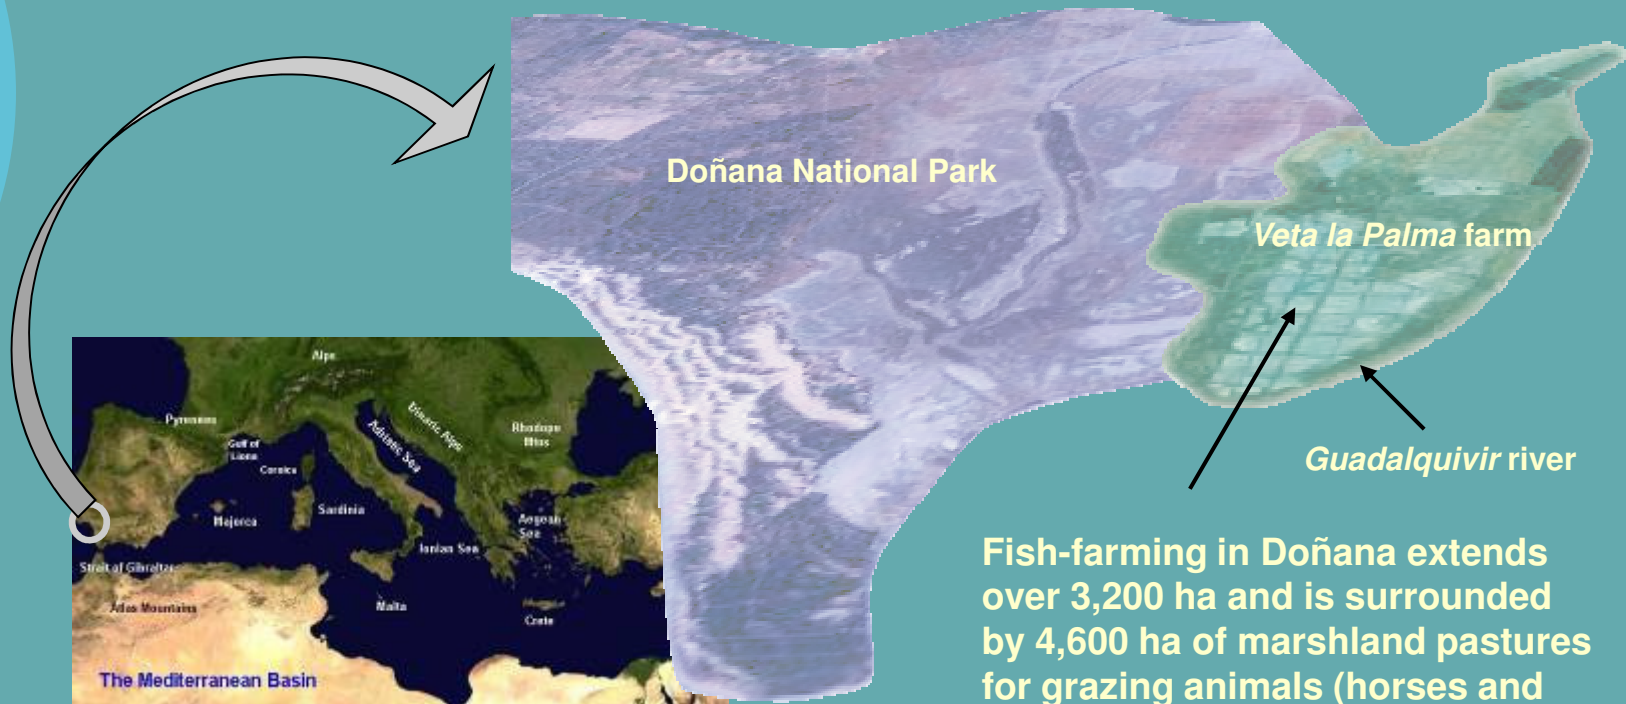 Doñana National Park
Veta la Palma farm
Guadalquivir river
Fish-farming in Doñana extends
over 3,200 ha and is surrounded
by 4,600 ha of marshland pastures
for grazing animals (horses and
Alps
Pyrenees
Gulf of
Lions
Corsica
Adriatic Sea
Dinaric Alps
Rhodope
Mtns
Majorca
Sardinia
Aegean
Sea
Ionian Sea
Strait of Gibraltar
Atlas Mountains
Malta
Crete
The Mediterranean Basin